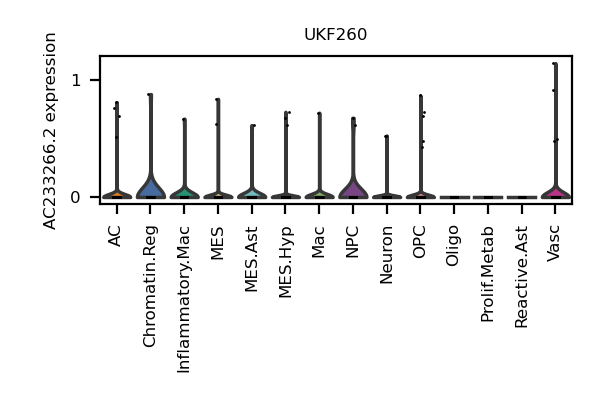 UKF260
AC233266.2 expression
1
0
AC
Chromatin.Reg
Inflammatory.Mac
MES
MES.Ast
MES.Hyp
Mac
NPC
Neuron
OPC
Oligo
Prolif.Metab
Reactive.Ast
Vasc